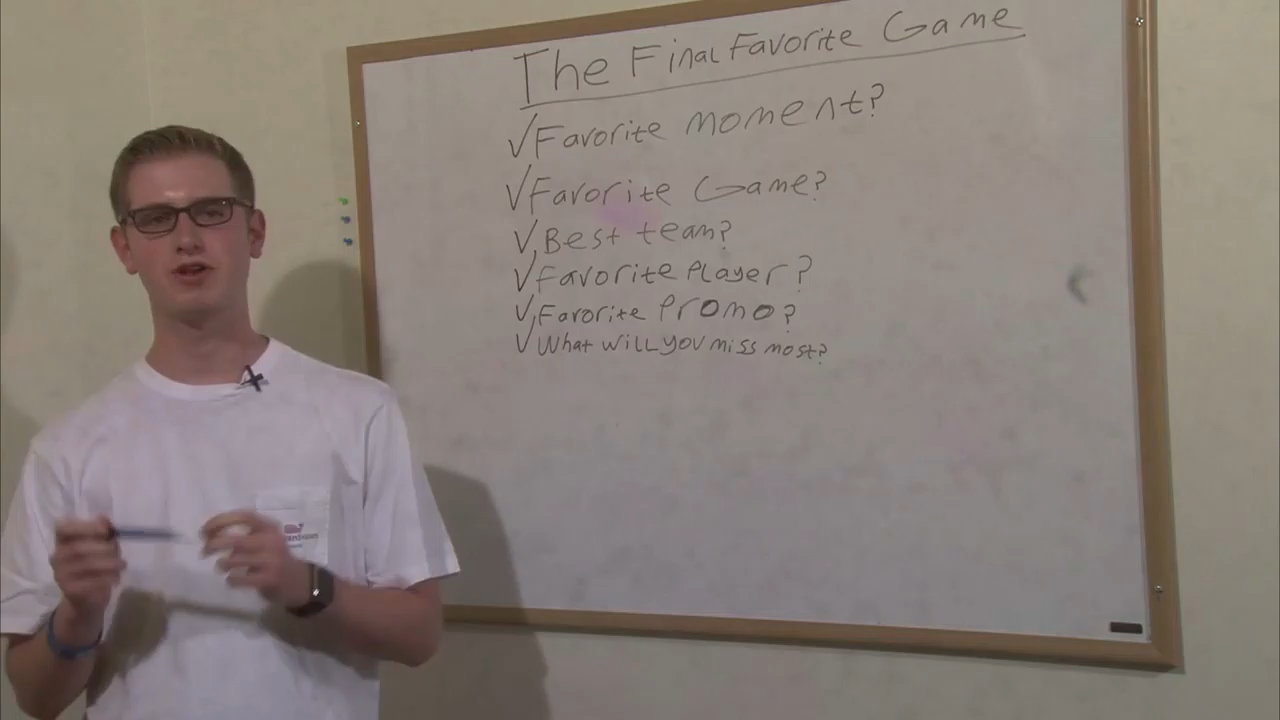 The Final Favorite Game
✓Favorite moment?
✓Favorite Game?
✓Best team?
✓Favorite Player?
✓Favorite Promo?
✓What will you miss most?